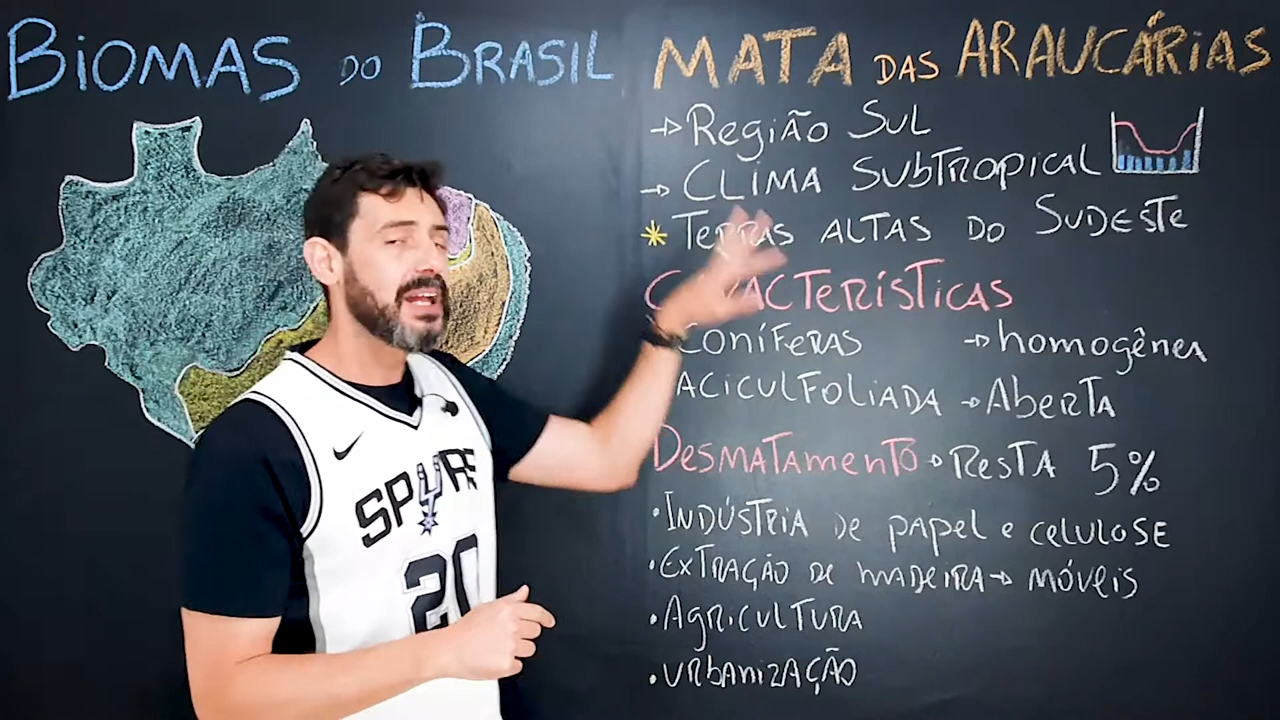 BIOMAS DO BRASIL
MATA DAS ARAUCÁRIAS
→ Região SUL
→ CLIMA SUBTROPICAL
* TERRAS ALTAS DO SUDESTE
CARACTERÍSTICAS
CONÍFERAS → homogênea
ACICULFOLIADA → ABERTA
DESMATAMENTO → RESTA 5%
• INDÚSTRIA DE PAPEL E CELULOSE
• EXTRAÇÃO DE MADEIRA → MÓVEIS
• AGRICULTURA
• URBANIZAÇÃO
SPURS
20